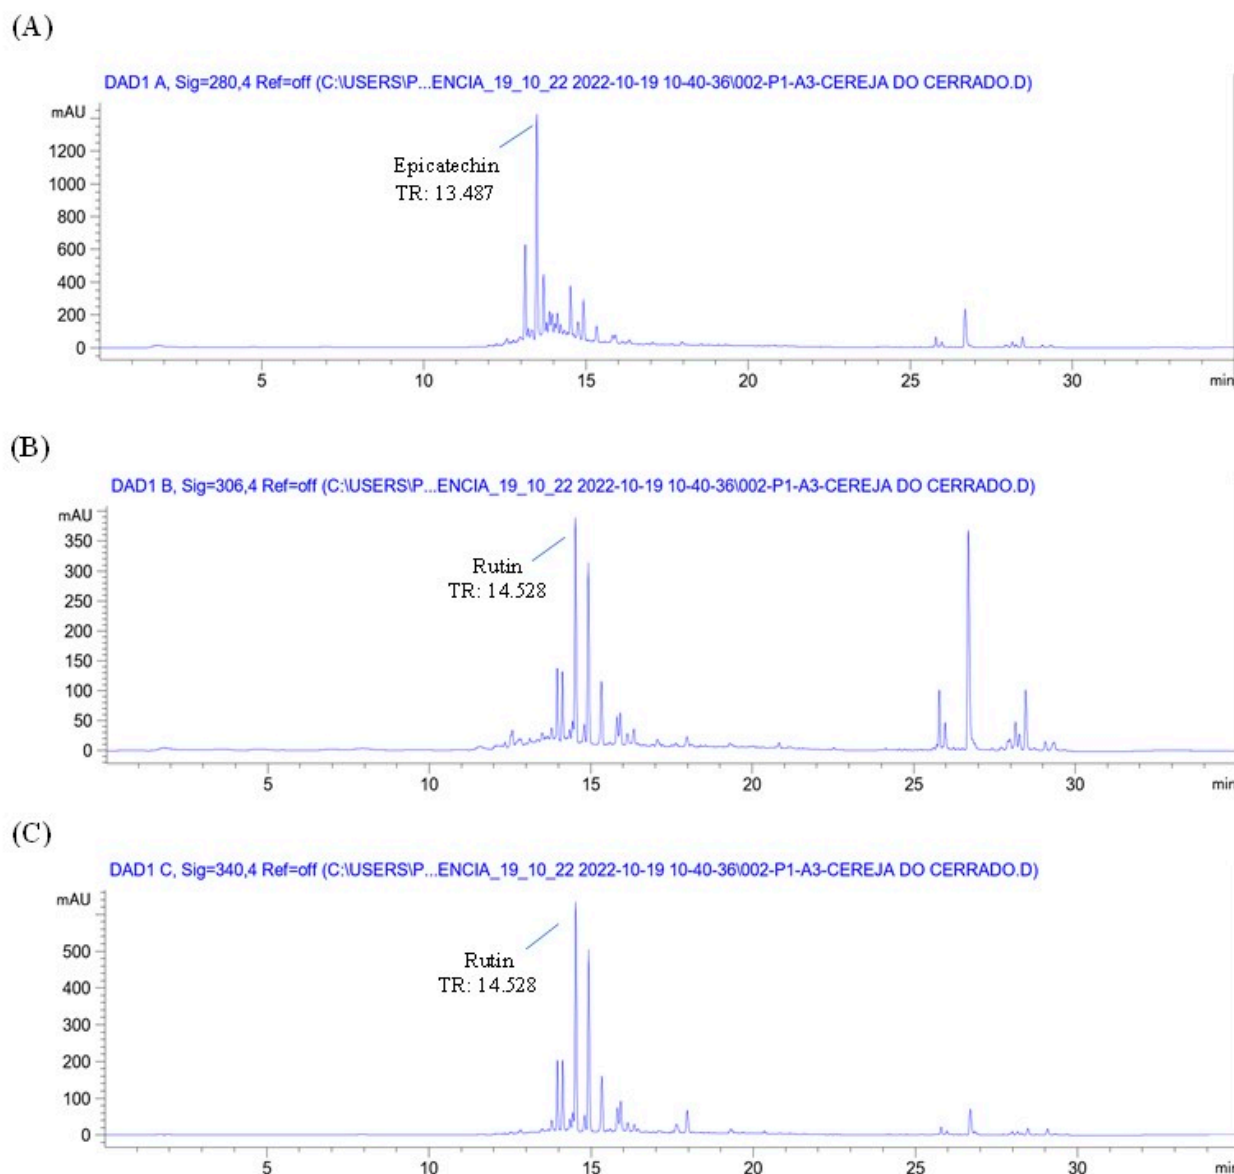 (A)
DAD1 A, Sig=280,4 Ref=off (C:\USERS\P...ENCIA_19_10_22 2022-10-19 10-40-36\002-P1-A3-CEREJA DO CERRADO.D)
mAU
1200
1000
800
600
400
200
0
Epicatechin
TR: 13.487
5 10 15 20 25 30 min
(B)
DAD1 B, Sig=306,4 Ref=off (C:\USERS\P...ENCIA_19_10_22 2022-10-19 10-40-36\002-P1-A3-CEREJA DO CERRADO.D)
mAU
350
300
250
200
150
100
50
0
Rutin
TR: 14.528
5 10 15 20 25 30 min
(C)
DAD1 C, Sig=340,4 Ref=off (C:\USERS\P...ENCIA_19_10_22 2022-10-19 10-40-36\002-P1-A3-CEREJA DO CERRADO.D)
mAU
500
400
300
200
100
0
Rutin
TR: 14.528
5 10 15 20 25 30 min